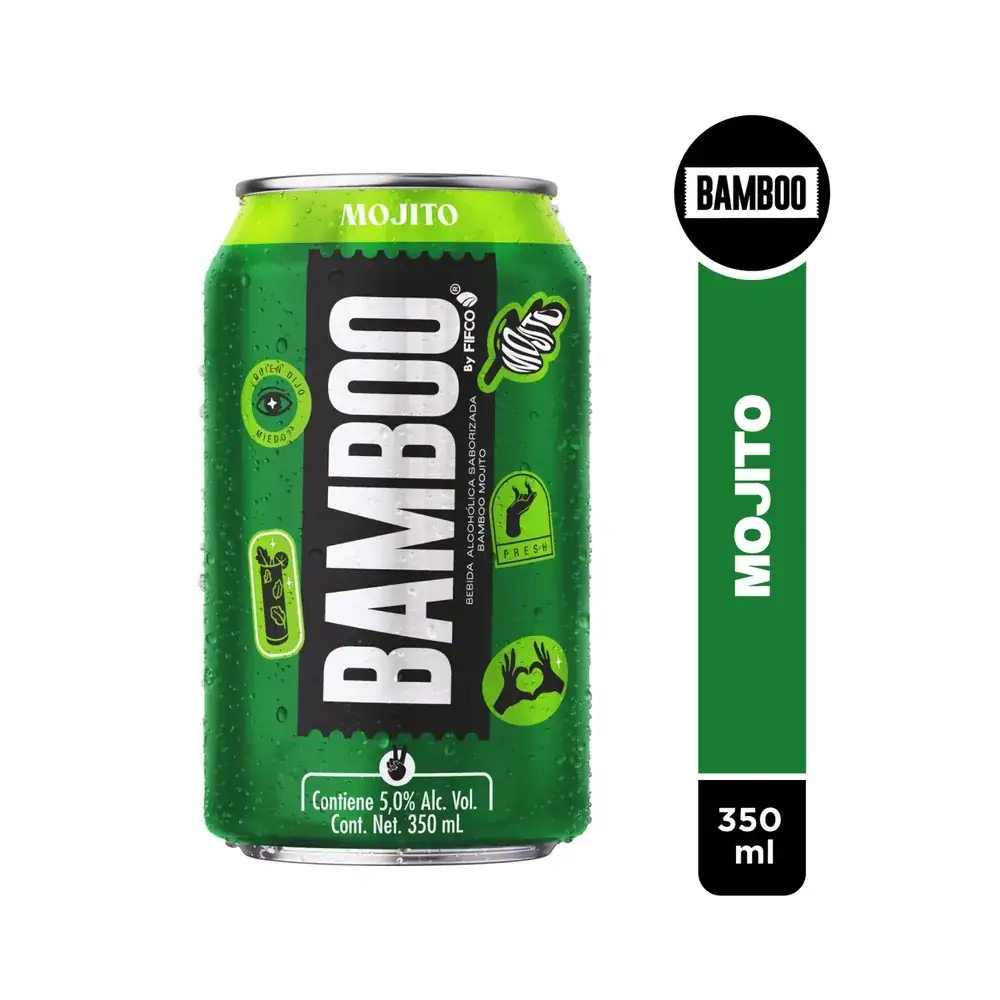 MOJITO
BAMBOO®
By FIFCO
MOJITO
¿QUIÉN DIJO
MIEDO??
BEBIDA ALCOHÓLICA SABORIZADA
BAMBOO MOJITO
FRESH
Contiene 5,0% Alc. Vol.
Cont. Net. 350 mL
BAMBOO
MOJITO
350
ml